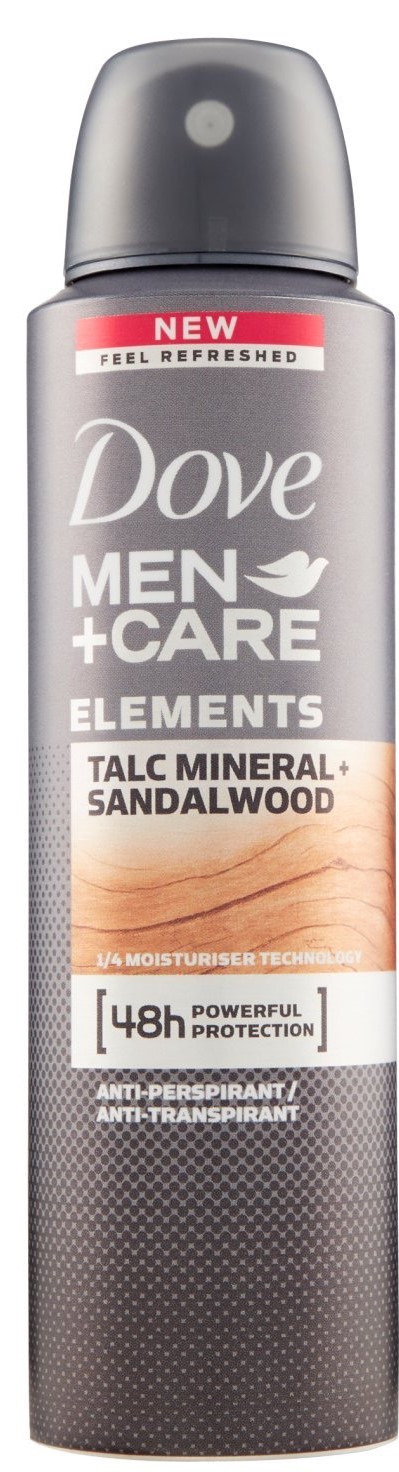 NEW
FEEL REFRESHED
Dove
MEN
+CARE
ELEMENTS
TALC MINERAL+
SANDALWOOD
1/4 MOISTURISER TECHNOLOGY
[48h POWERFUL
PROTECTION]
ANTI-PERSPIRANT/
ANTI-TRANSPIRANT